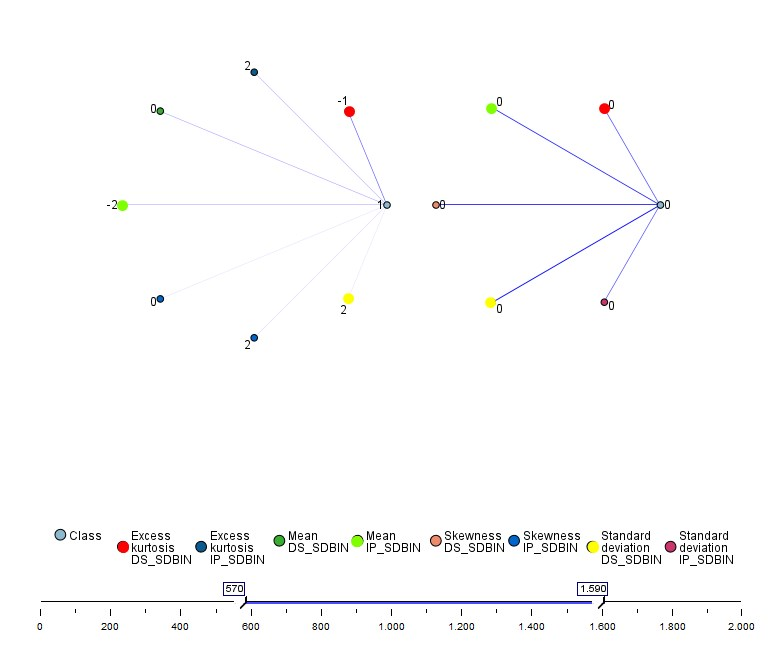 2
-1
0
0
0
-2
1
0
0
0
2
0
0
2
Class
Excess
kurtosis
DS_SDBIN
Excess
kurtosis
IP_SDBIN
Mean
DS_SDBIN
Mean
IP_SDBIN
Skewness
DS_SDBIN
Skewness
IP_SDBIN
Standard
deviation
DS_SDBIN
Standard
deviation
IP_SDBIN
570
1.590
0 200 400 600 800 1.000 1.200 1.400 1.600 1.800 2.000